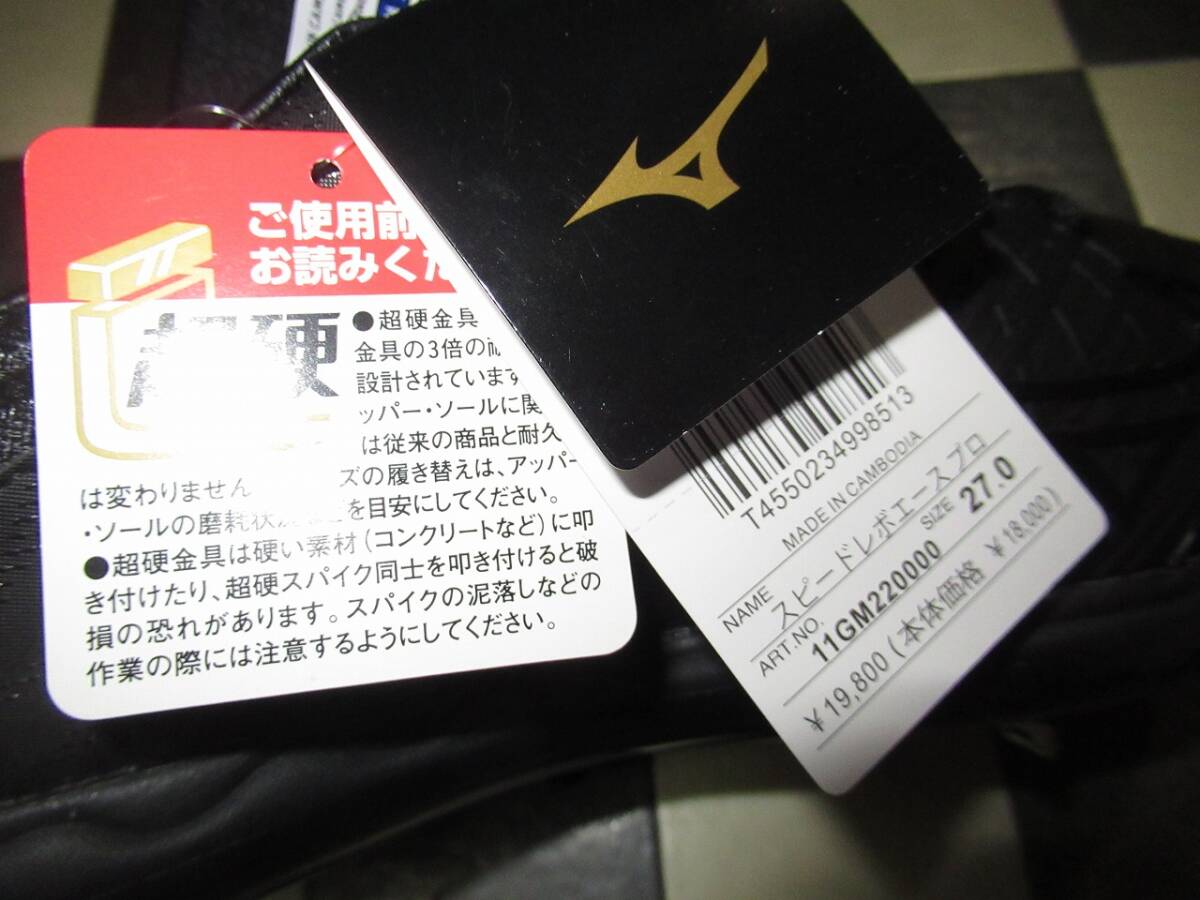 ご使用前
お読みくだ
超硬
●超硬金具
金具の3倍の耐
設計されています
ッパー・ソールに関
は従来の商品と耐久
は変わりません ズの履き替えは、アッパー
・ソールの磨耗状況 を目安にしてください。
●超硬金具は硬い素材(コンクリートなど)に叩
き付けたり、超硬スパイク同士を叩き付けると破
損の恐れがあります。スパイクの泥落しなどの
作業の際には注意するようにしてください。
T4550234998513
MADE IN CAMBODIA
NAME スピードレボエースプロ
ART.NO. 11GM220000 SIZE 27.0
¥19,800(本体価格 ¥18,000)